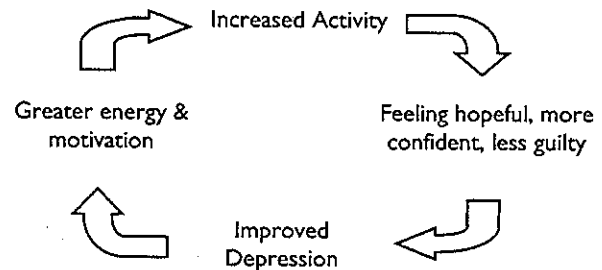 Increased Activity
Feeling hopeful, more
confident, less guilty
Improved
Depression
Greater energy &
motivation